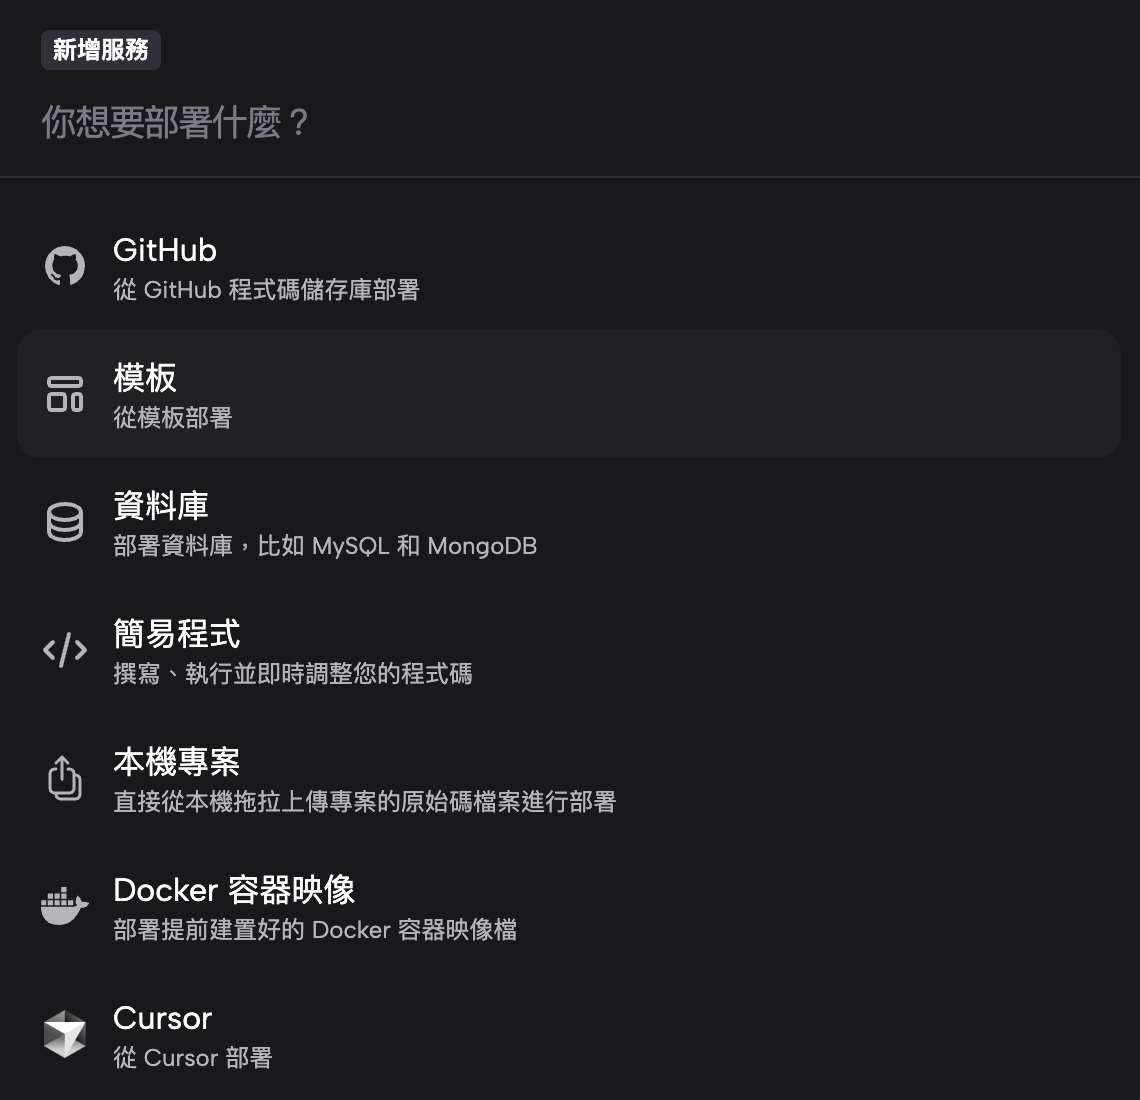 新增服務
你想要部署什麼？
GitHub
從 GitHub 程式碼儲存庫部署
模板
從模板部署
資料庫
部署資料庫，比如 MySQL 和 MongoDB
簡易程式
撰寫、執行並即時調整您的程式碼
本機專案
直接從本機拖拉上傳專案的原始碼檔案進行部署
Docker 容器映像
部署提前建置好的 Docker 容器映像檔
Cursor
從 Cursor 部署